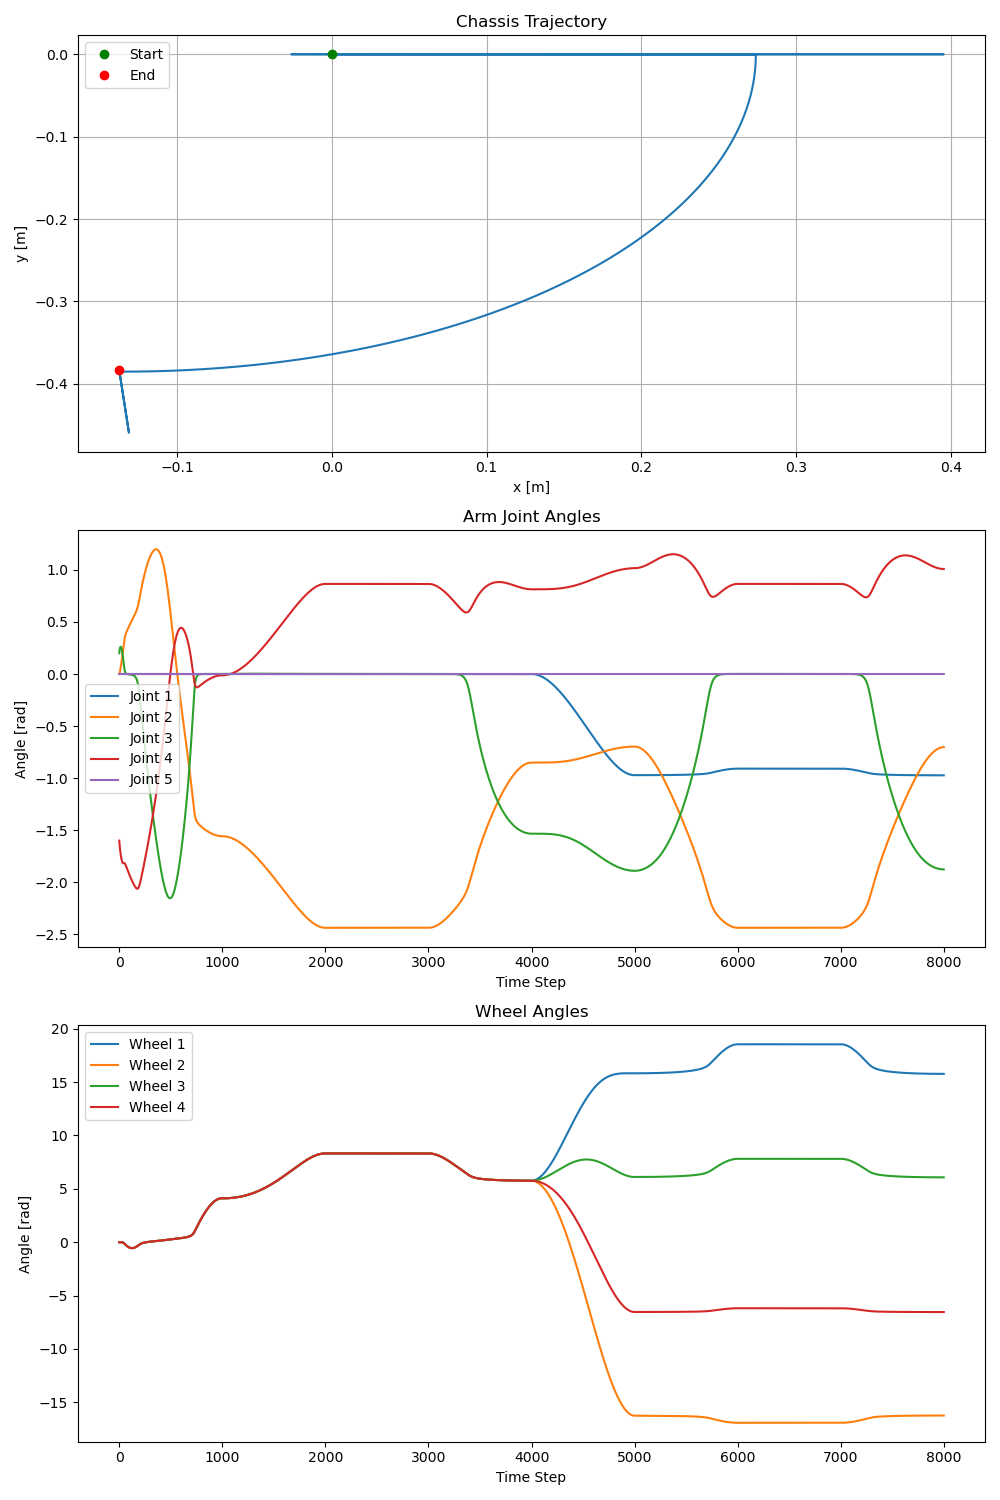 Chassis Trajectory
Start
End
0.0
−0.1
−0.2
−0.3
−0.4
y [m]
−0.1 0.0 0.1 0.2 0.3 0.4
x [m]
Arm Joint Angles
1.0
0.5
0.0
−0.5
−1.0
−1.5
−2.0
−2.5
Angle [rad]
Joint 1
Joint 2
Joint 3
Joint 4
Joint 5
0 1000 2000 3000 4000 5000 6000 7000 8000
Time Step
Wheel Angles
20
15
10
5
0
−5
−10
−15
Angle [rad]
Wheel 1
Wheel 2
Wheel 3
Wheel 4
0 1000 2000 3000 4000 5000 6000 7000 8000
Time Step